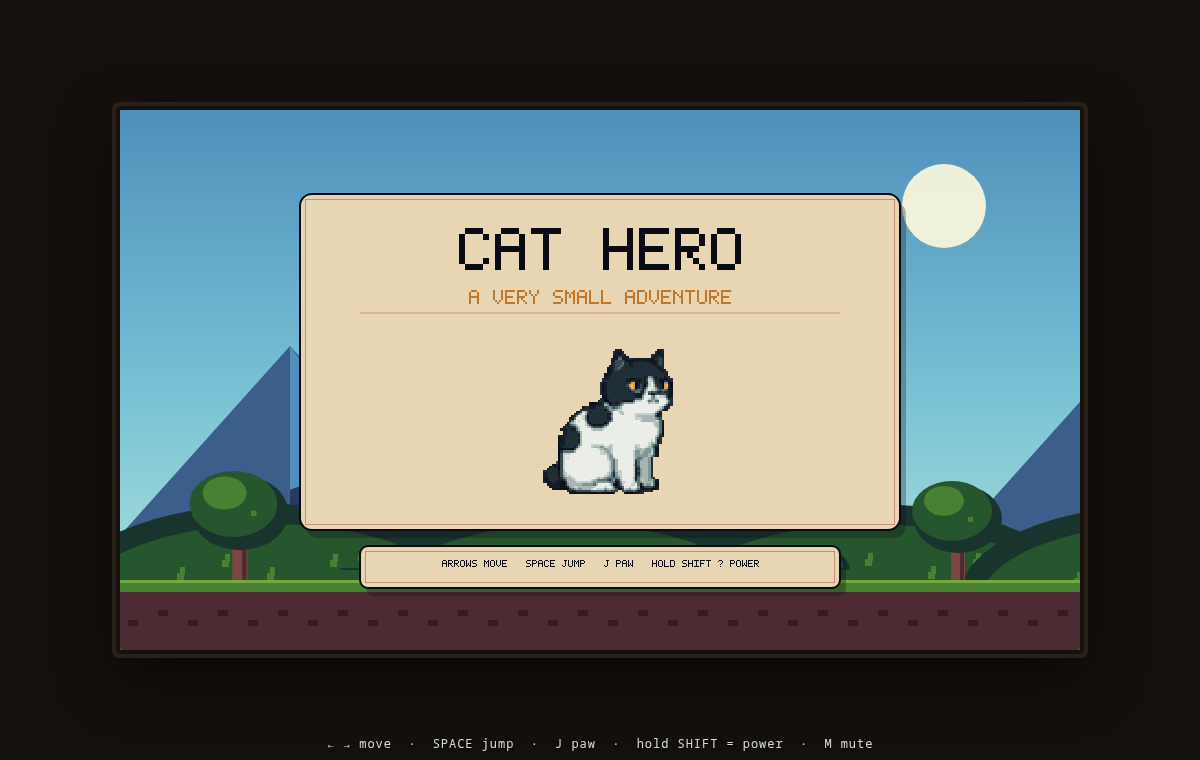 CAT HERO
A VERY SMALL ADVENTURE
ARROWS MOVE SPACE JUMP J PAW HOLD SHIFT ? POWER
← → move · SPACE jump · J paw · hold SHIFT = power · M mute